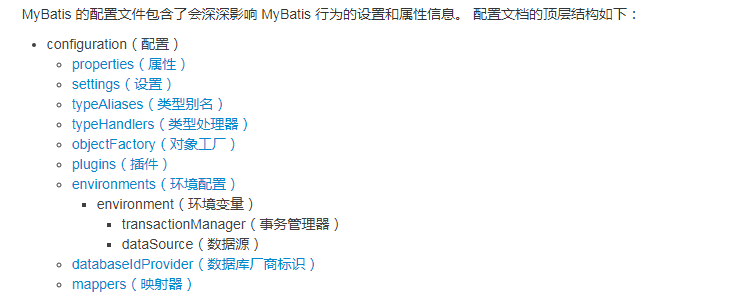 MyBatis 的配置文件包含了会深深影响 MyBatis 行为的设置和属性信息。 配置文档的顶层结构如下：
configuration（配置）
properties（属性）
settings（设置）
typeAliases（类型别名）
typeHandlers（类型处理器）
objectFactory（对象工厂）
plugins（插件）
environments（环境配置）
environment（环境变量）
transactionManager（事务管理器）
dataSource（数据源）
databaseIdProvider（数据库厂商标识）
mappers（映射器）